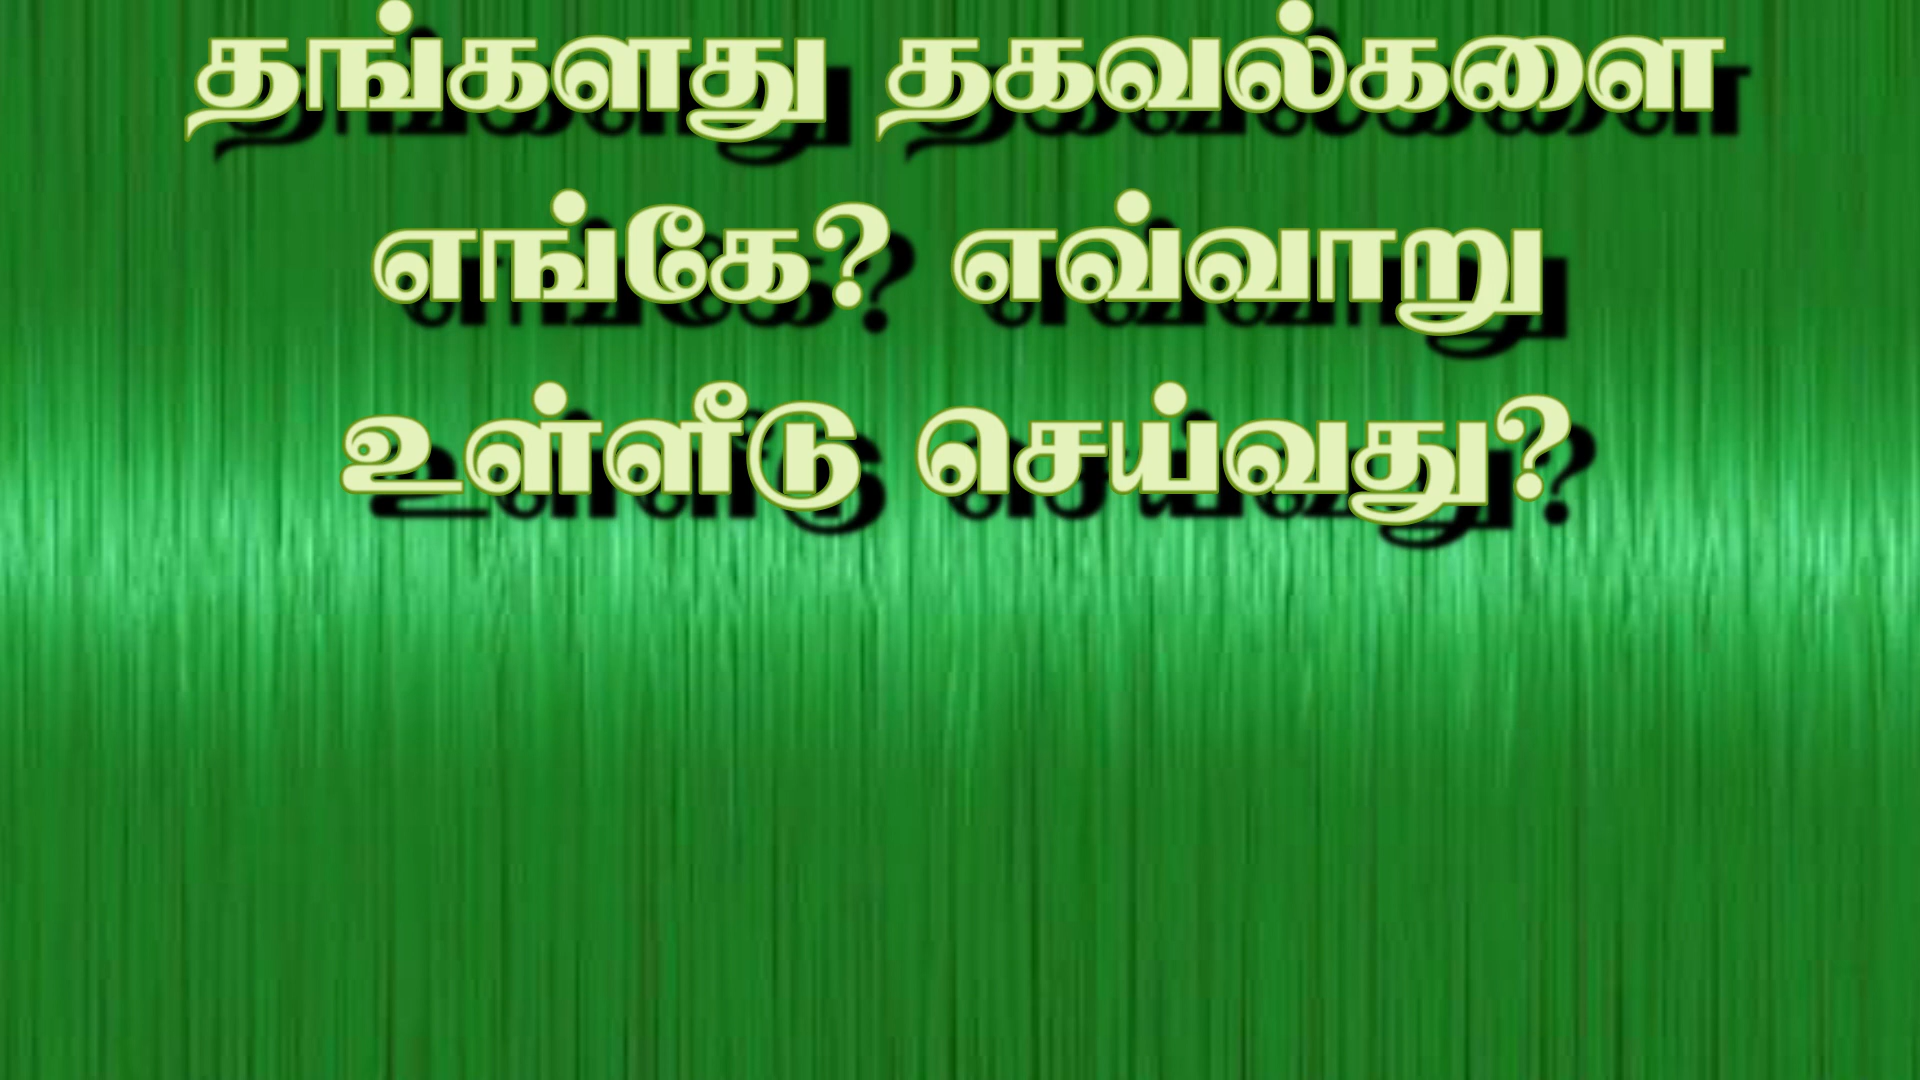 தங்களது தகவல்களை
எங்கே? எவ்வாறு
உள்ளீடு செய்வது?